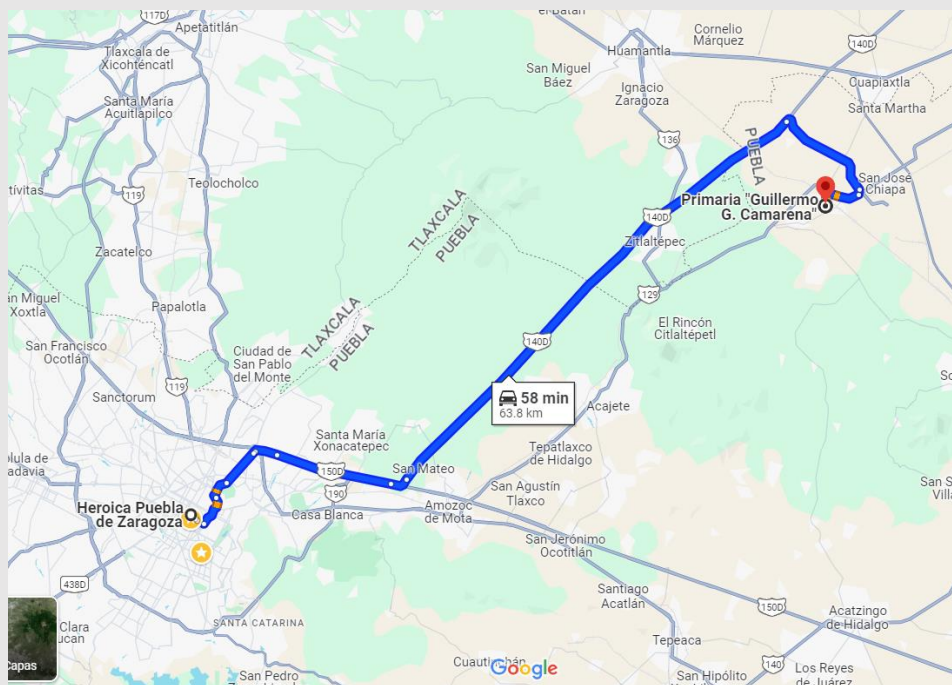 117D
Apetatitlán
el Batán
Cornelio
Márquez
140D
Tlaxcala de
Xicohténcatl
Huamantla
San Miguel
Báez
Cuapiaxtla
Ignacio
Zaragoza
Santa María
Acuitlapilco
Santa Martha
136
PUEBLA
119
Teolocholco
San José
Chiapa
Primaria "Guillermo
G. Camarena"
TLAXCALA
PUEBLA
140D
Zitlaltépec
Zacatelco
129
Papalotla
El Rincón
Citlaltépetl
San Francisco
Ocotlán
TLAXCALA
PUEBLA
140D
Ciudad de
San Pablo
del Monte
119
Sanctorum
58 min
63.8 km
Acajete
Santa María
Xonacatepec
Tepatlaxco
de Hidalgo
150D
San Mateo
190
San Agustín
Tlaxco
Heroica Puebla
de Zaragoza
Casa Blanca
Amozoc
de Mota
San Jerónimo
Ocotitlán
438D
Santiago
Acatlán
150D
Acatzingo
de Hidalgo
SANTA CATARINA
Clara
Tepeaca
Capas
Google
140
San Pedro
San Hipólito
Los Reyes
de Juárez